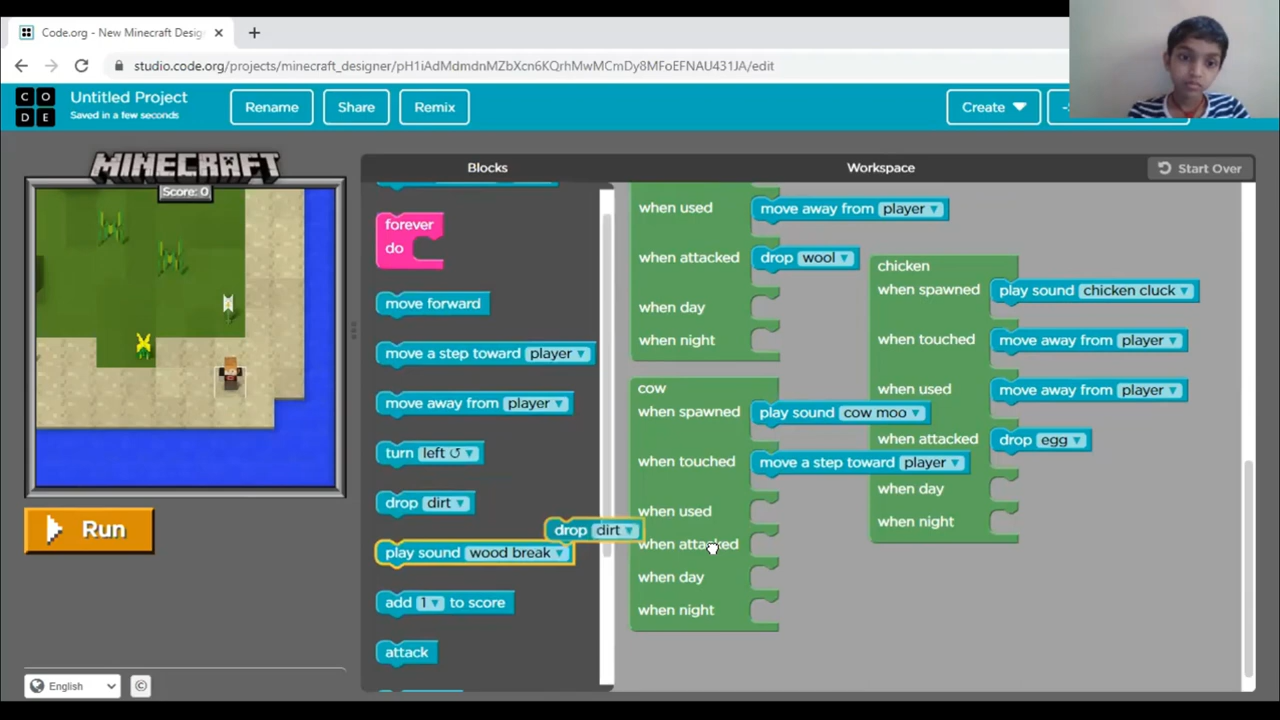 Code.org - New Minecraft Desig
studio.code.org/projects/minecraft_designer/pH1iAdMdmdnMZbXcn6KQrhMwMCmDy8MFoEFNAU431JA/edit
C O D E
Untitled Project
Saved in a few seconds
Rename
Share
Remix
Create
MINECRAFT
Score: 0
Run
English
©
Blocks
forever
do
move forward
move a step toward player
move away from player
turn left
drop dirt
drop dirt
play sound wood break
add 1 to score
attack
Workspace
Start Over
when used move away from player
when attacked drop wool
when day
when night
cow
when spawned play sound cow moo
when touched move a step toward player
when used
when attacked
when day
when night
chicken
when spawned play sound chicken cluck
when touched move away from player
when used move away from player
when attacked drop egg
when day
when night